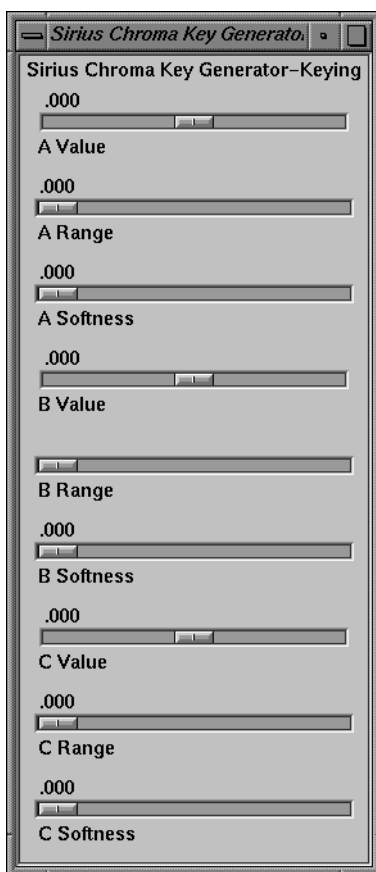 Sirius Chroma Key Generato
Sirius Chroma Key Generator-Keying
.000
A Value
.000
A Range
.000
A Softness
.000
B Value
B Range
.000
B Softness
.000
C Value
.000
C Range
.000
C Softness